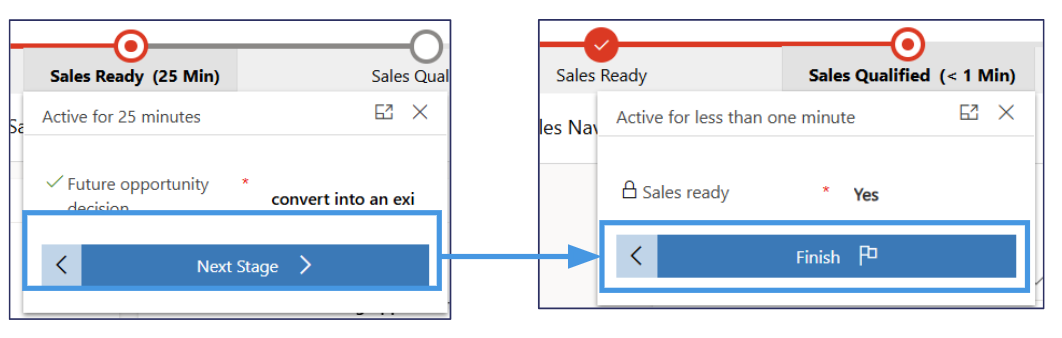 Sales Ready (25 Min)
Sales Qual
Active for 25 minutes
Sa
Future opportunity *
decision
convert into an exi
Next Stage
Sales Ready
Sales Qualified (< 1 Min)
les Nav
Active for less than one minute
Sales ready * Yes
Finish